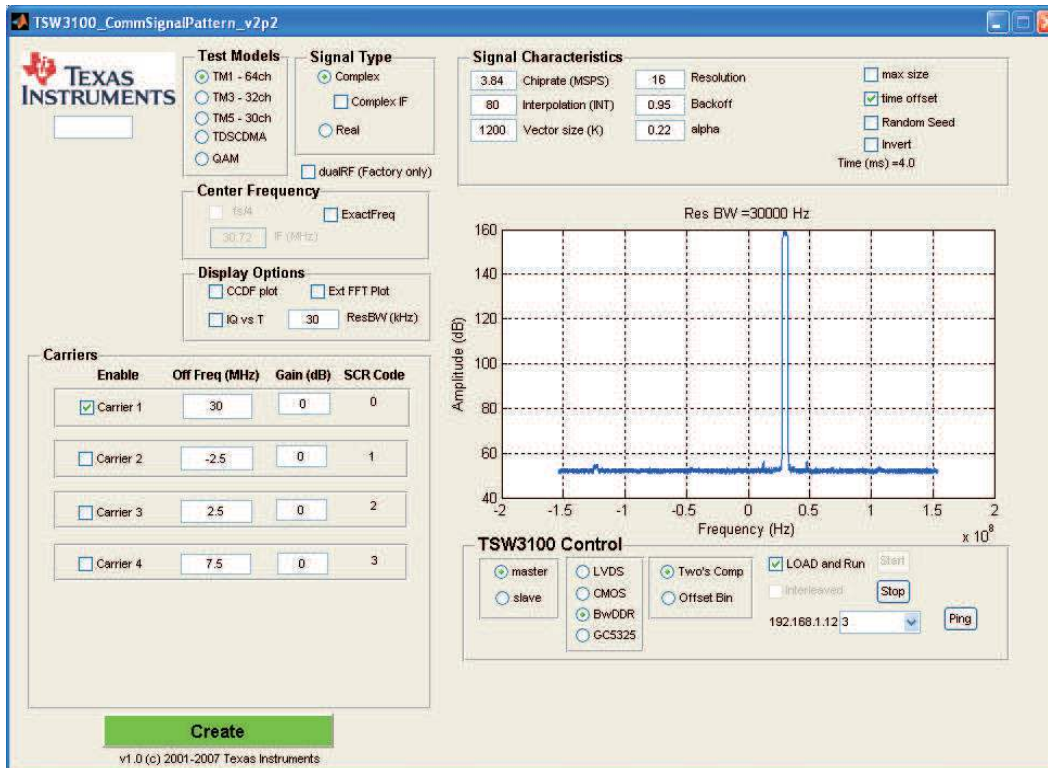 TSW3100_CommSignalPattern_v2p2
TEXAS
INSTRUMENTS
Test Models
TM1 - 64ch
TM3 - 32ch
TM5 - 30ch
TDSCDMA
QAM
Signal Type
Complex
Complex IF
Real
dualRF (Factory only)
Signal Characteristics
3.84 Chiprate (MSPS) 16 Resolution
80 Interpolation (INT) 0.95 Backoff
1200 Vector size (K) 0.22 alpha
max size
time offset
Random Seed
Invert
Time (ms) =4.0
Center Frequency
fs/4 ExactFreq
30.72 IF (MHz)
Display Options
CCDF plot Ext FFT Plot
IQ vs T 30 ResBW (kHz)
Carriers
Enable Off Freq (MHz) Gain (dB) SCR Code
Carrier 1 30 0 0
Carrier 2 -2.5 0 1
Carrier 3 2.5 0 2
Carrier 4 7.5 0 3
Create
v1.0 (c) 2001-2007 Texas Instruments
Res BW =30000 Hz
Amplitude (dB)
160
140
120
100
80
60
40
-2 -1.5 -1 -0.5 0 0.5 1 1.5 2
Frequency (Hz)
x 10^8
TSW3100 Control
master
slave
LVDS
CMOS
BwDDR
GC5325
Two's Comp
Offset Bin
LOAD and Run Start
Interleaved Stop
192.168.1.12 3 Ping